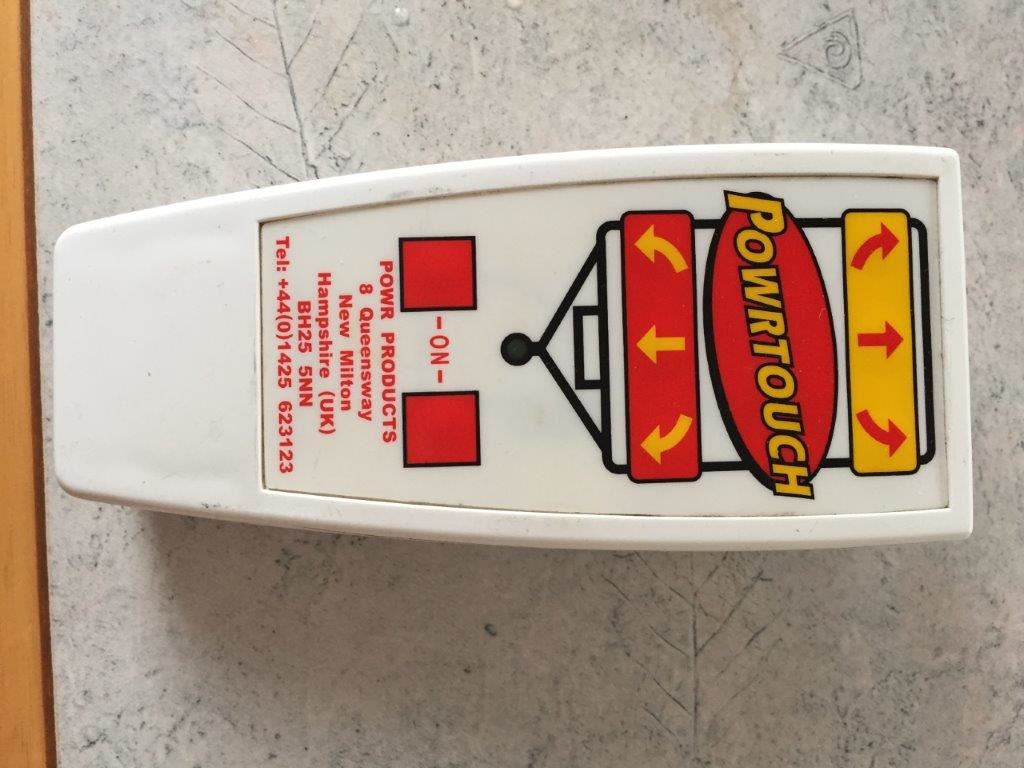 POWRTOUCH
-ON-
POWR PRODUCTS
8 Queensway
New Milton
Hampshire (UK)
BH25 5NN
Tel: +44(0)1425 623123